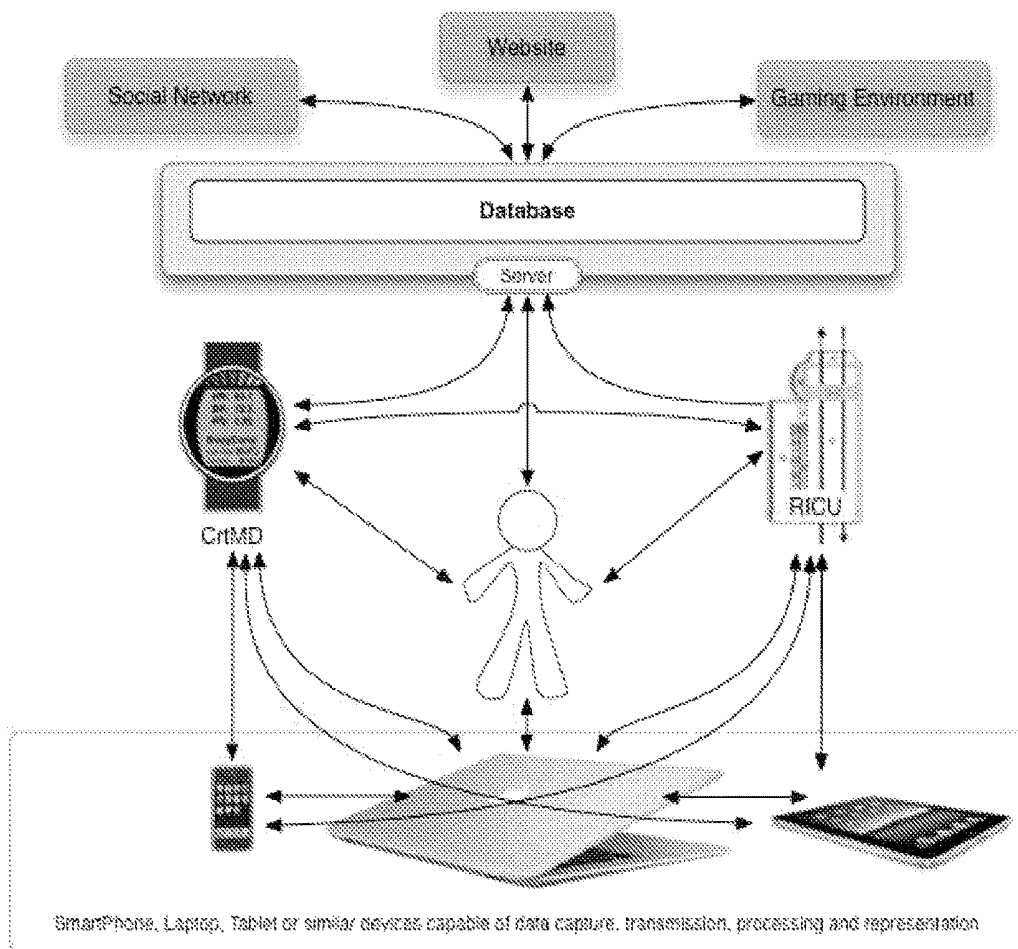 Website
Social Network
Gaming Environment
Database
Server
RICU
CrtMD
SmartPhone, Laptop, Tablet or similar devices capable of data capture, transmission, processing and representation